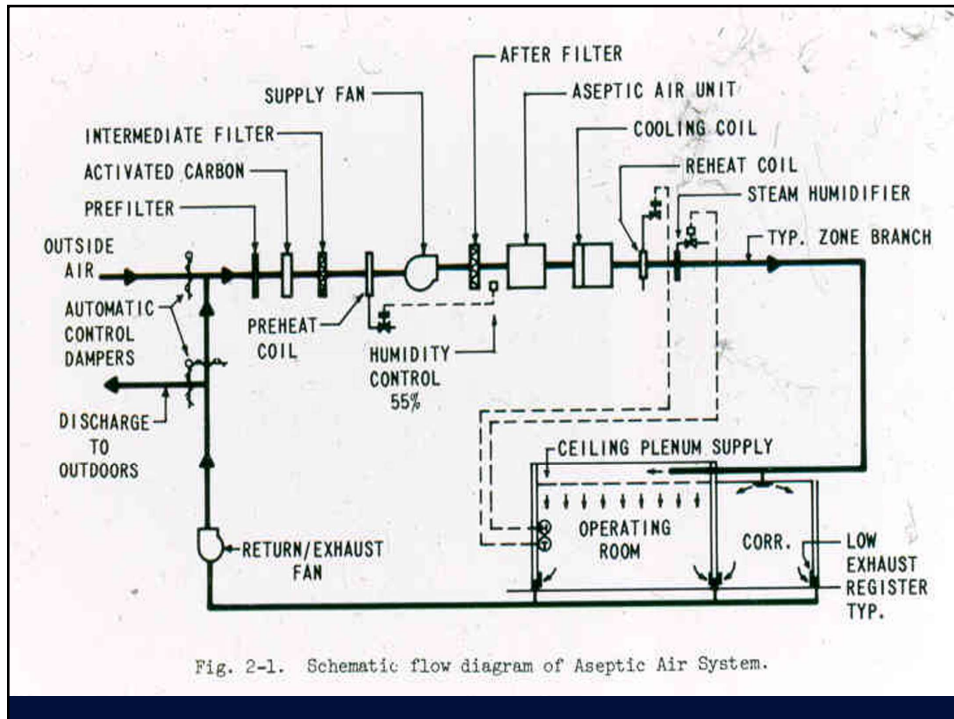 AFTER FILTER
SUPPLY FAN
ASEPTIC AIR UNIT
INTERMEDIATE FILTER
COOLING COIL
ACTIVATED CARBON
REHEAT COIL
PREFILTER
STEAM HUMIDIFIER
OUTSIDE
AIR
TYP. ZONE BRANCH
AUTOMATIC
CONTROL
DAMPERS
PREHEAT
COIL
HUMIDITY
CONTROL
55%
DISCHARGE
TO
OUTDOORS
CEILING PLENUM SUPPLY
H
T
OPERATING
ROOM
CORR.
LOW
EXHAUST
REGISTER
TYP.
RETURN/EXHAUST
FAN
Fig. 2-1. Schematic flow diagram of Aseptic Air System.